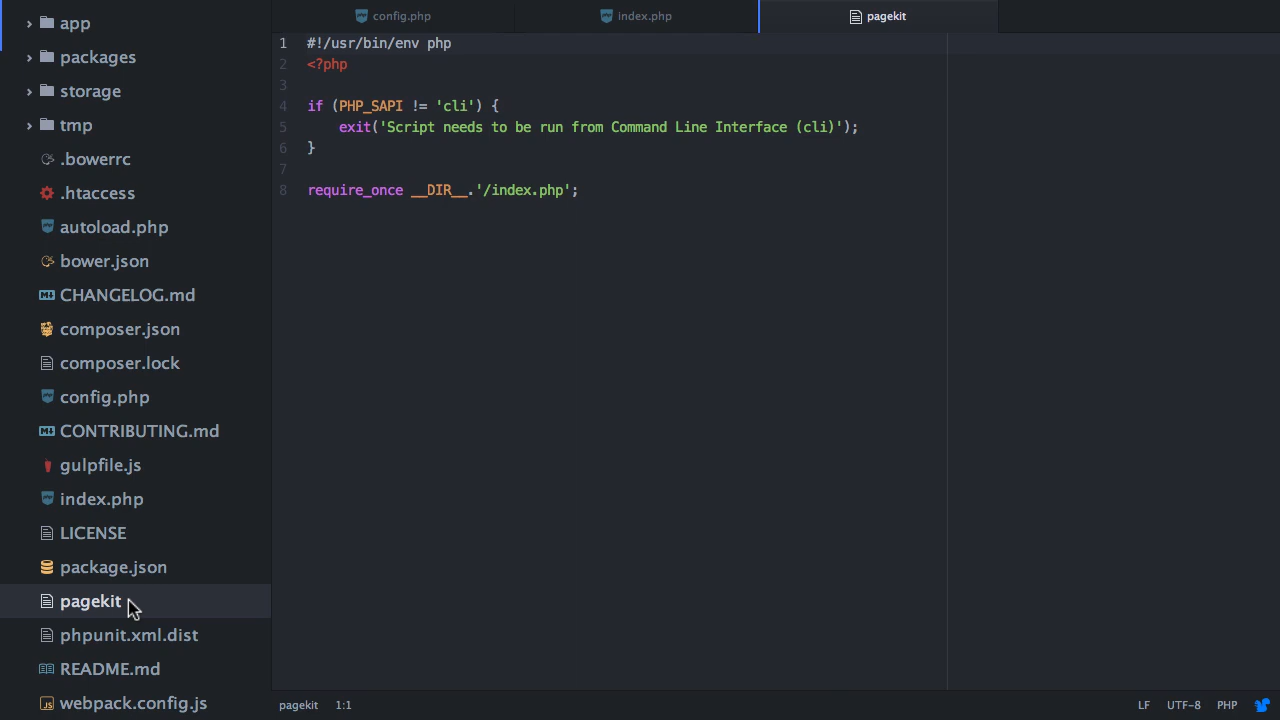 app
packages
storage
tmp
.bowerrc
.htaccess
autoload.php
bower.json
CHANGELOG.md
composer.json
composer.lock
config.php
CONTRIBUTING.md
gulpfile.js
index.php
LICENSE
package.json
pagekit
phpunit.xml.dist
README.md
webpack.config.js
config.php index.php pagekit
1 #!/usr/bin/env php
2 <?php
3
4 if (PHP_SAPI != 'cli') {
5     exit('Script needs to be run from Command Line Interface (cli)');
6 }
7
8 require_once __DIR__.'/index.php';
pagekit 1:1 LF UTF-8 PHP